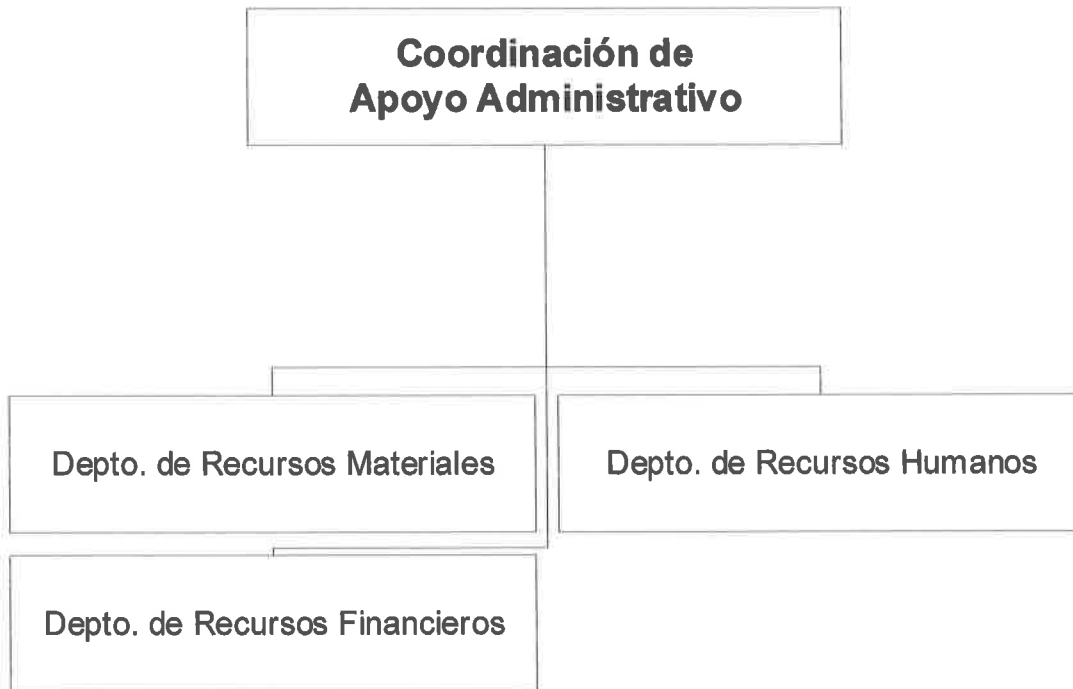 Coordinación de
Apoyo Administrativo
Depto. de Recursos Materiales
Depto. de Recursos Humanos
Depto. de Recursos Financieros